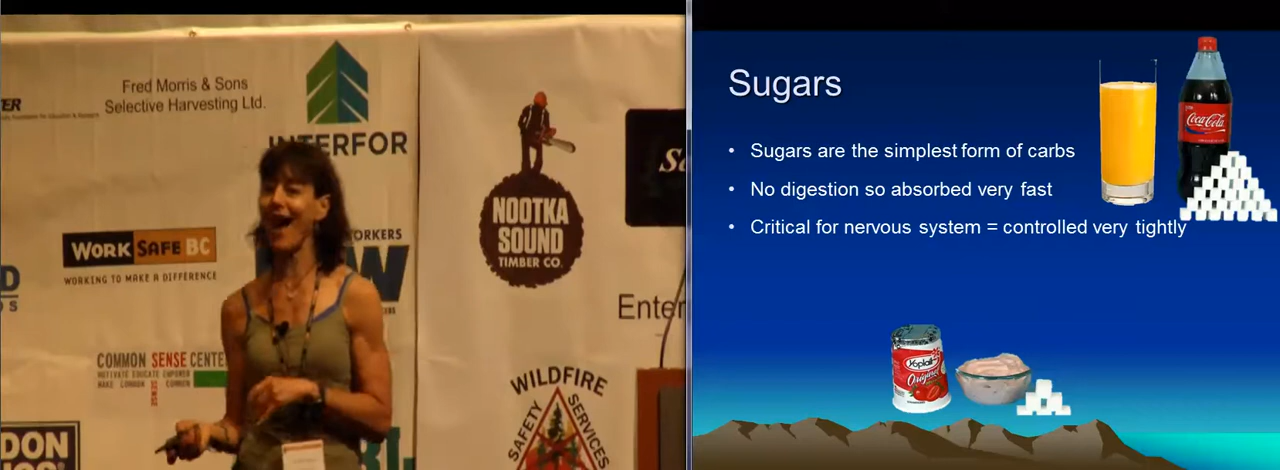 Fred Morris & Sons
Selective Harvesting Ltd.
INTERFOR
WORK SAFE BC
WORKING TO MAKE A DIFFERENCE
COMMON SENSE
NOOTKA
SOUND
TIMBER CO.
Enter
WILDFIRE
SAFETY
SERVICES
DON
Sugars
• Sugars are the simplest form of carbs
• No digestion so absorbed very fast
• Critical for nervous system = controlled very tightly
Coca-Cola
Yoplait
Original